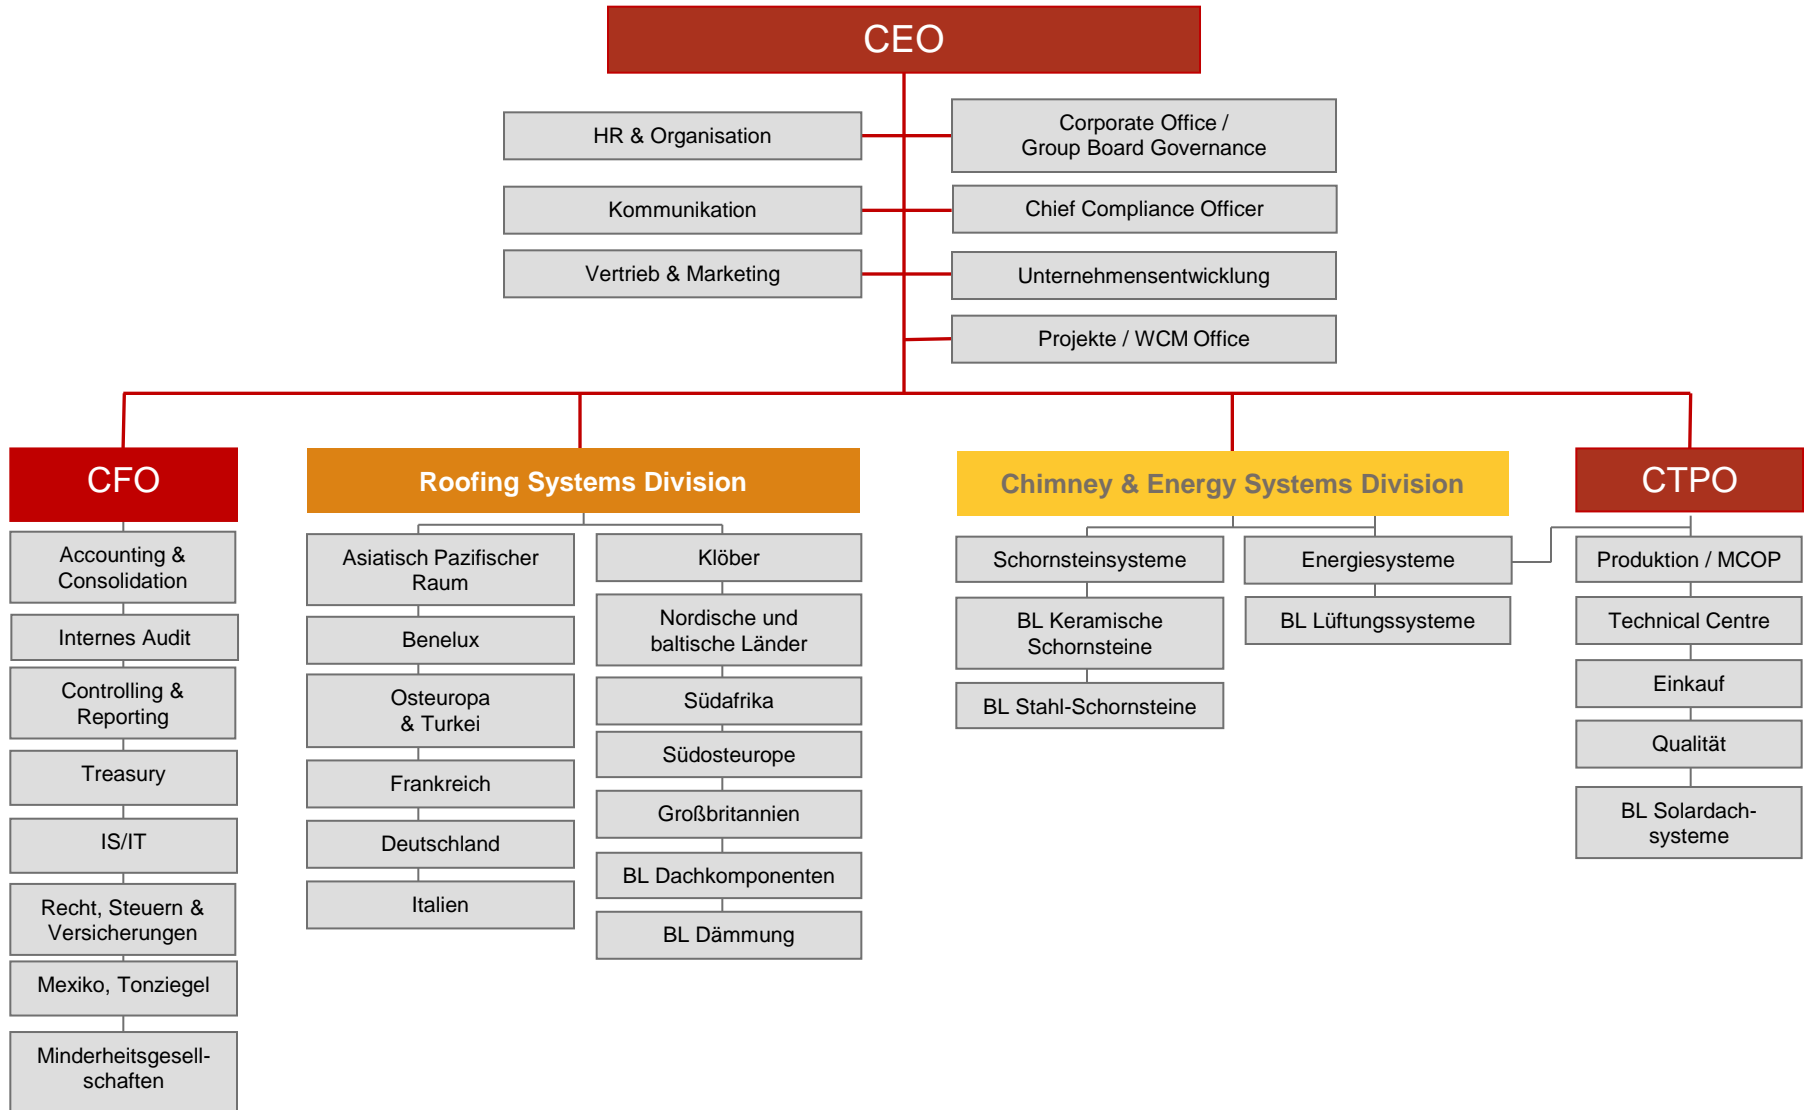 CEO
HR & Organisation
Corporate Office /
Group Board Governance
Kommunikation
Chief Compliance Officer
Vertrieb & Marketing
Unternehmensentwicklung
Projekte / WCM Office
CFO
Accounting &
Consolidation
Internes Audit
Controlling &
Reporting
Treasury
IS/IT
Recht, Steuern &
Versicherungen
Mexiko, Tonziegel
Minderheitsgesell-
schaften
Roofing Systems Division
Asiatisch Pazifischer
Raum
Benelux
Osteuropa
& Turkei
Frankreich
Deutschland
Italien
Klöber
Nordische und
baltische Länder
Südafrika
Südosteurope
Großbritannien
BL Dachkomponenten
BL Dämmung
Chimney & Energy Systems Division
Schornsteinsysteme
BL Keramische
Schornsteine
BL Stahl-Schornsteine
Energiesysteme
BL Lüftungssysteme
CTPO
Produktion / MCOP
Technical Centre
Einkauf
Qualität
BL Solardach-
systeme